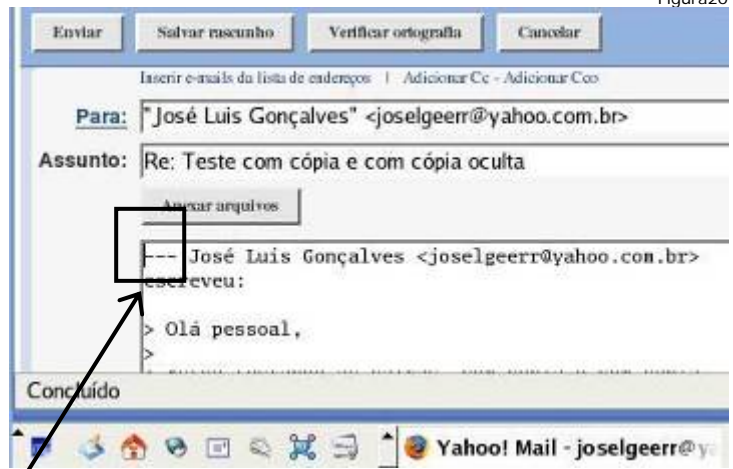 Figura20
Enviar Salvar rascunho Verificar ortografia Cancelar
Inserir e-mails da lista de endereços | Adicionar Cc - Adicionar Cco
Para: "José Luis Gonçalves" <joselgeerr@yahoo.com.br>
Assunto: Re: Teste com cópia e com cópia oculta
Anexar arquivos
--- José Luis Gonçalves <joselgeerr@yahoo.com.br>
escreveu:
> Olá pessoal,
>
Concluído
Yahoo! Mail - joselgeerr@y